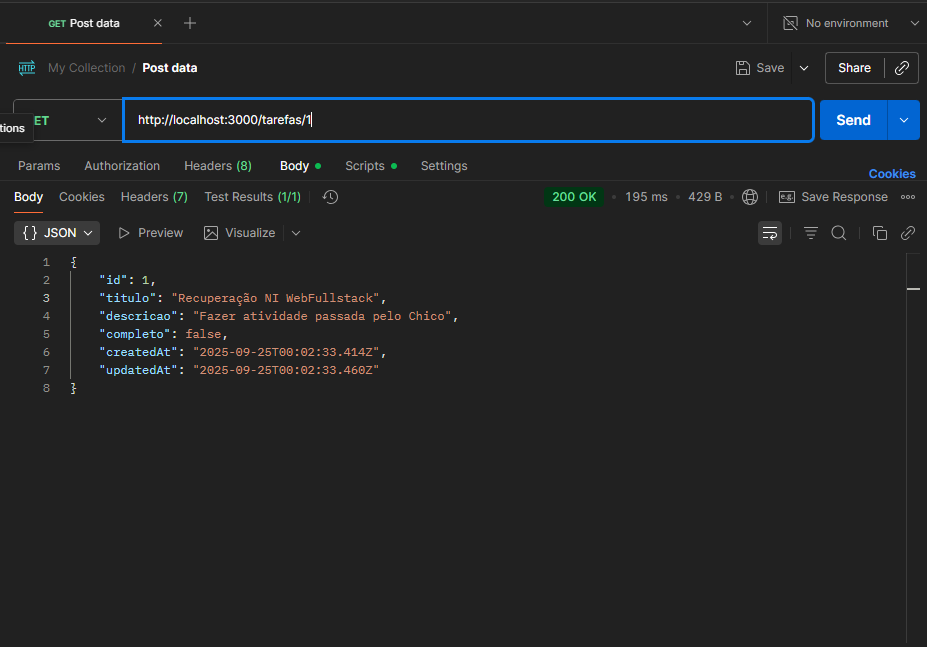 GET Post data
No environment
HTTP My Collection / Post data
Save
Share
ET
tions
http://localhost:3000/tarefas/1
Send
Params Authorization Headers (8) Body Scripts Settings
Cookies
Body Cookies Headers (7) Test Results (1/1)
200 OK 195 ms 429 B e.g. Save Response
{} JSON Preview Visualize
1 {
2 "id": 1,
3 "titulo": "Recuperação NI WebFullstack",
4 "descricao": "Fazer atividade passada pelo Chico",
5 "completo": false,
6 "createdAt": "2025-09-25T00:02:33.414Z",
7 "updatedAt": "2025-09-25T00:02:33.460Z"
8 }